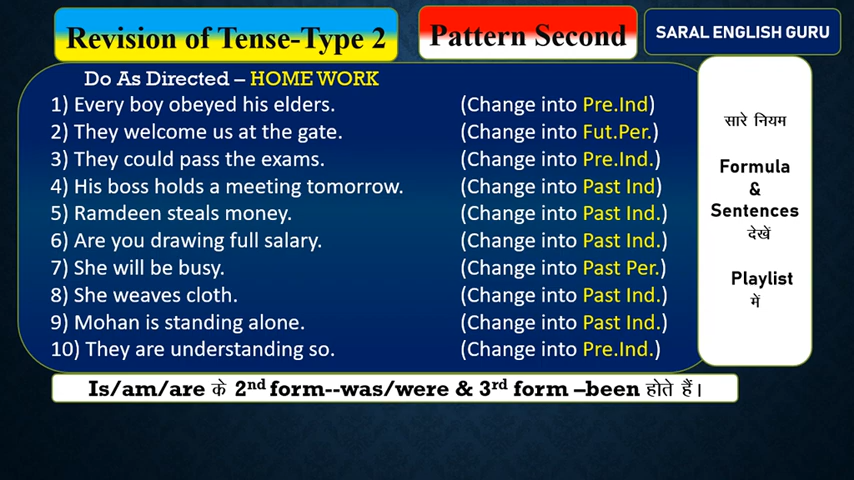 Revision of Tense-Type 2
Pattern Second
SARAL ENGLISH GURU
Do As Directed – HOME WORK
1) Every boy obeyed his elders. (Change into Pre.Ind)
2) They welcome us at the gate. (Change into Fut.Per.)
3) They could pass the exams. (Change into Pre.Ind.)
4) His boss holds a meeting tomorrow. (Change into Past Ind)
5) Ramdeen steals money. (Change into Past Ind.)
6) Are you drawing full salary. (Change into Past Ind.)
7) She will be busy. (Change into Past Per.)
8) She weaves cloth. (Change into Past Ind.)
9) Mohan is standing alone. (Change into Past Ind.)
10) They are understanding so. (Change into Pre.Ind.)
सारे नियम
Formula
&
Sentences
देखें
Playlist
में
Is/am/are के 2nd form--was/were & 3rd form –been होते हैं।